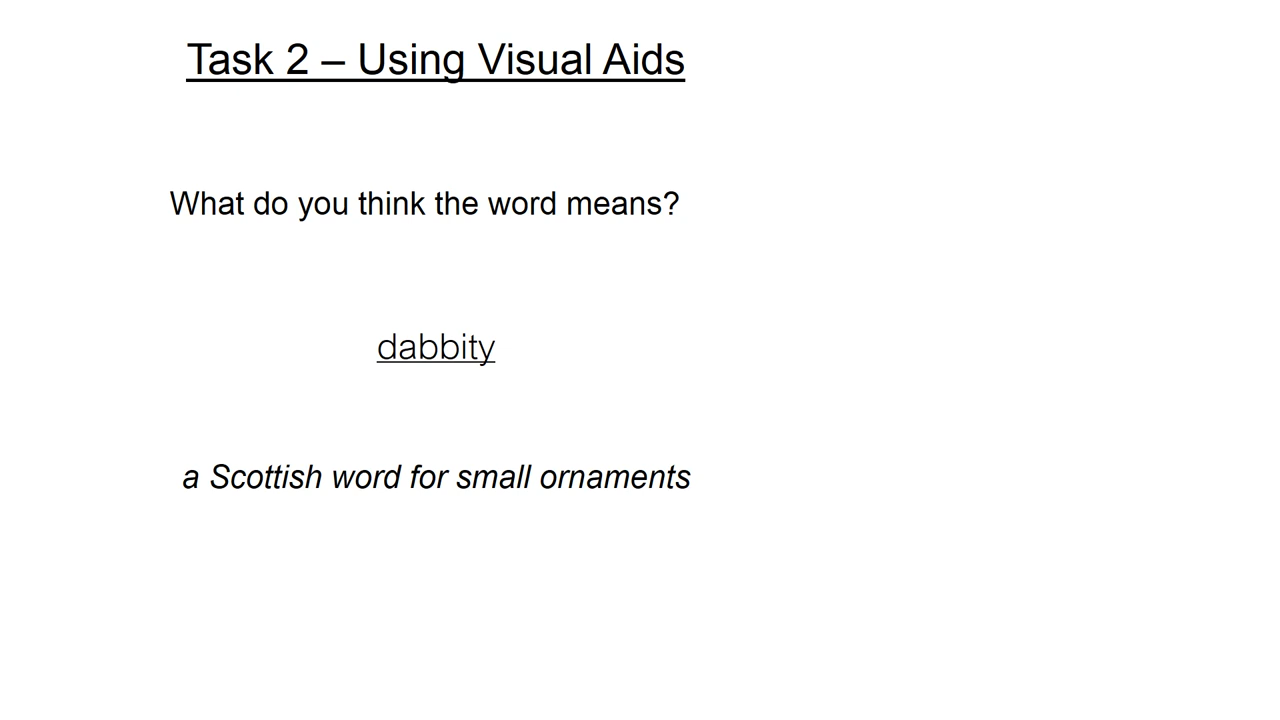 Task 2 – Using Visual Aids
What do you think the word means?
dabbity
a Scottish word for small ornaments